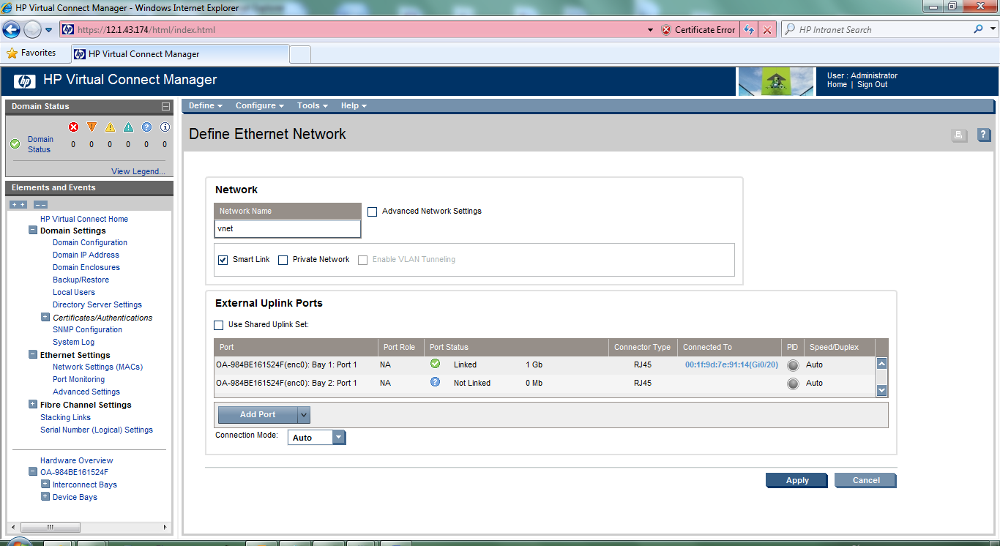 HP Virtual Connect Manager - Windows Internet Explorer
https://12.1.43.174/html/index.html
Certificate Error
HP Intranet Search
Favorites
HP Virtual Connect Manager
hp HP Virtual Connect Manager
User : Administrator
Home | Sign Out
Domain Status
Domain Status
0 0 0 0 0 0
View Legend...
Elements and Events
HP Virtual Connect Home
Domain Settings
Domain Configuration
Domain IP Address
Domain Enclosures
Backup/Restore
Local Users
Directory Server Settings
Certificates/Authentications
SNMP Configuration
System Log
Ethernet Settings
Network Settings (MACs)
Port Monitoring
Advanced Settings
Fibre Channel Settings
Stacking Links
Serial Number (Logical) Settings
Hardware Overview
OA-984BE161524F
Interconnect Bays
Device Bays
Define Configure Tools Help
Define Ethernet Network
Network
Network Name
Advanced Network Settings
vnet
Smart Link Private Network Enable VLAN Tunneling
External Uplink Ports
Use Shared Uplink Set:
Port Port Role Port Status Connector Type Connected To PID Speed/Duplex
OA-984BE161524F(enc0): Bay 1: Port 1 NA Linked 1 Gb RJ45 00:1f:9d:7e:91:14(Gi0/20) Auto
OA-984BE161524F(enc0): Bay 2: Port 1 NA Not Linked 0 Mb RJ45 Auto
Add Port
Connection Mode: Auto
Apply Cancel